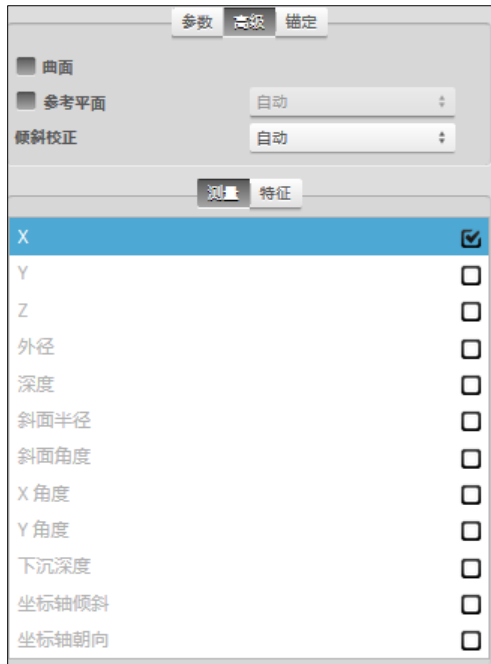 参数 高级 锚定
曲面
参考平面 自动
倾斜校正 自动
测量 特征
X
Y
Z
外径
深度
斜面半径
斜面角度
X 角度
Y 角度
下沉深度
坐标轴倾斜
坐标轴朝向